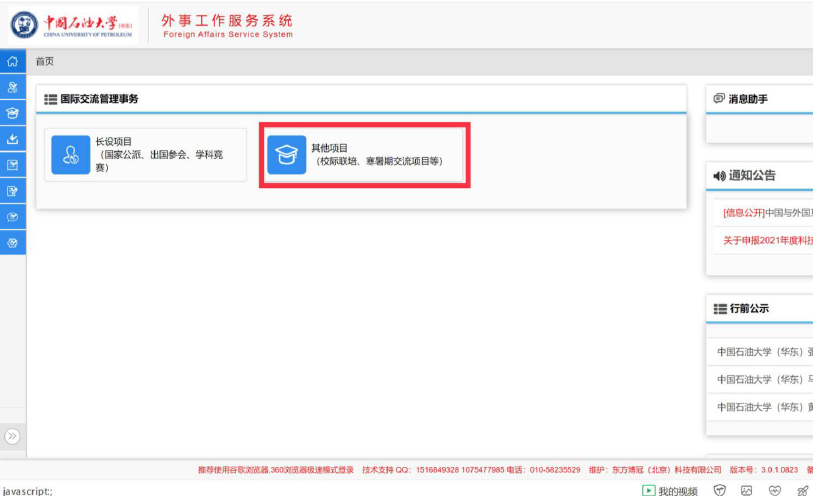 中国石油大学(华东)
CHINA UNIVERSITY OF PETROLEUM
外事工作服务系统
Foreign Affairs Service System
首页
国际交流管理事务
长设项目
（国家公派、出国参会、学科竞
赛）
其他项目
（校际联培、寒暑期交流项目等）
消息助手
通知公告
[信息公开]中国与外国
关于申报2021年度科技
行前公示
中国石油大学（华东）张
中国石油大学（华东）马
中国石油大学（华东）黄
推荐使用谷歌浏览器,360浏览器极速模式登录 技术支持 QQ：1516849328 1075477985 电话：010-58235529 维护：东方博冠（北京）科技有限公司 版本号：3.0.1.0823
javascript:;
我的视频